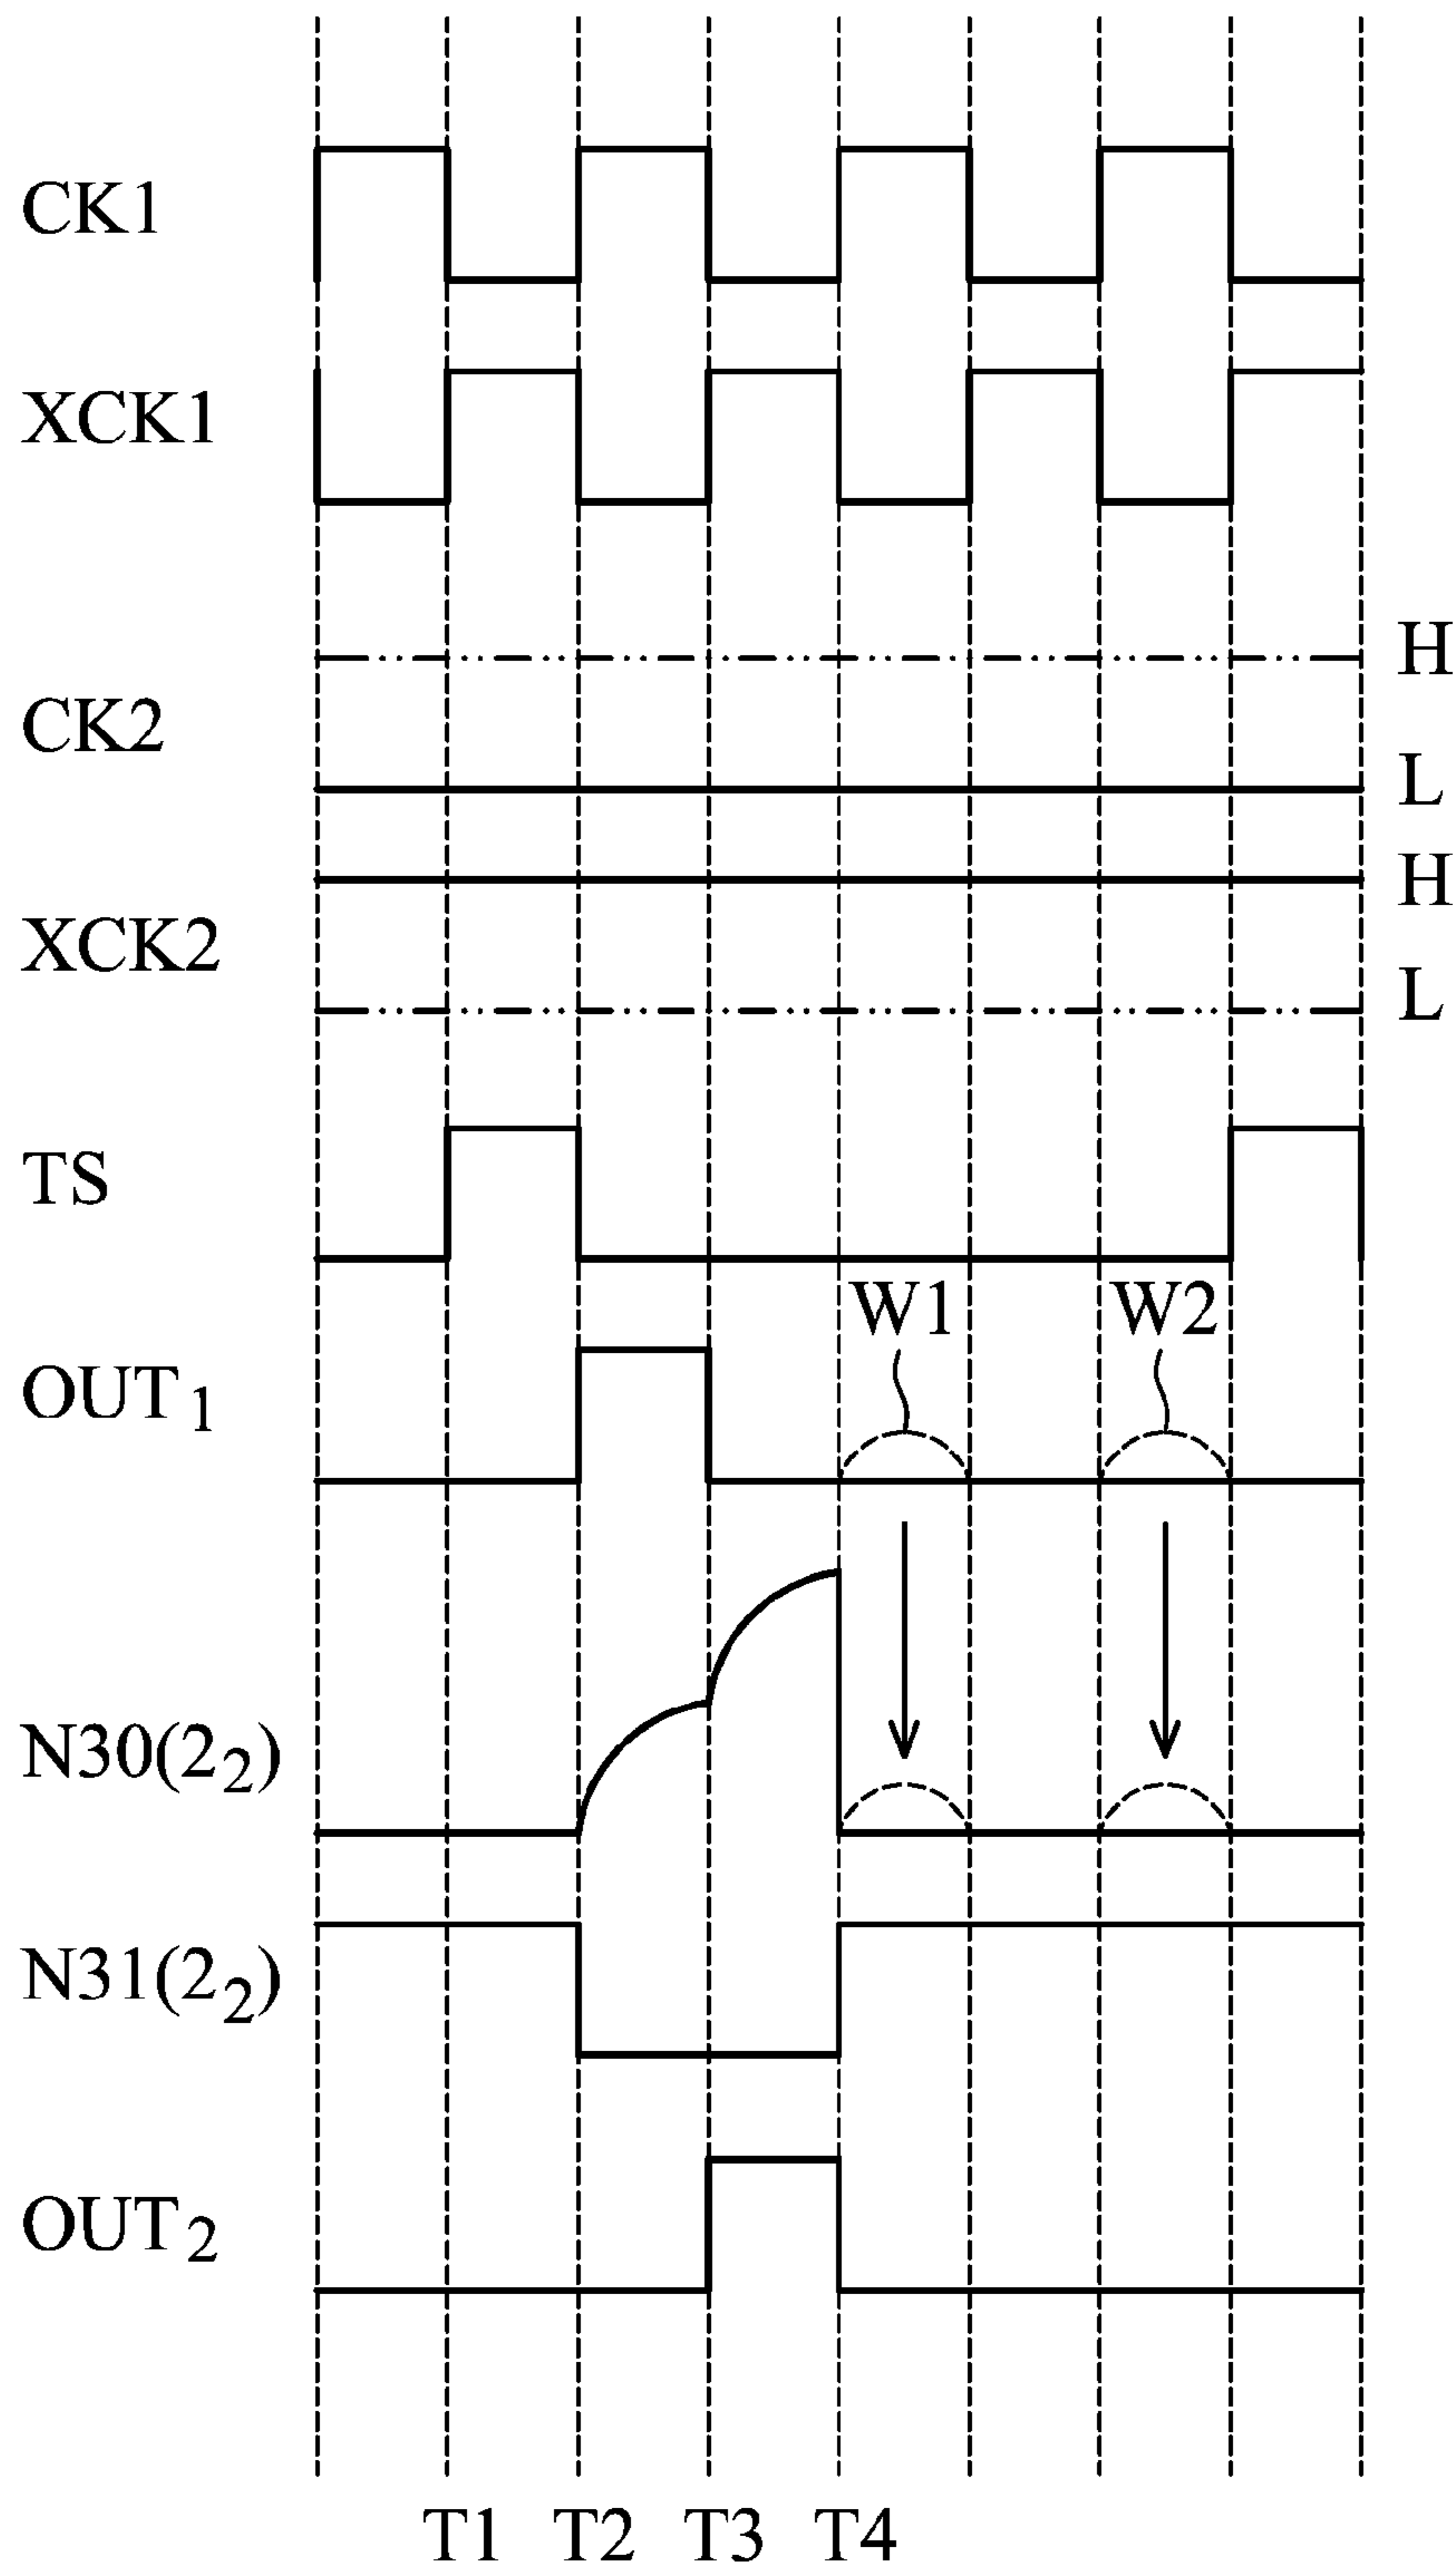 CK1
XCK1
H
CK2
L
H
XCK2
L
TS
W1 W2
OUT₁
N30(2₂)
N31(2₂)
OUT₂
T1 T2 T3 T4